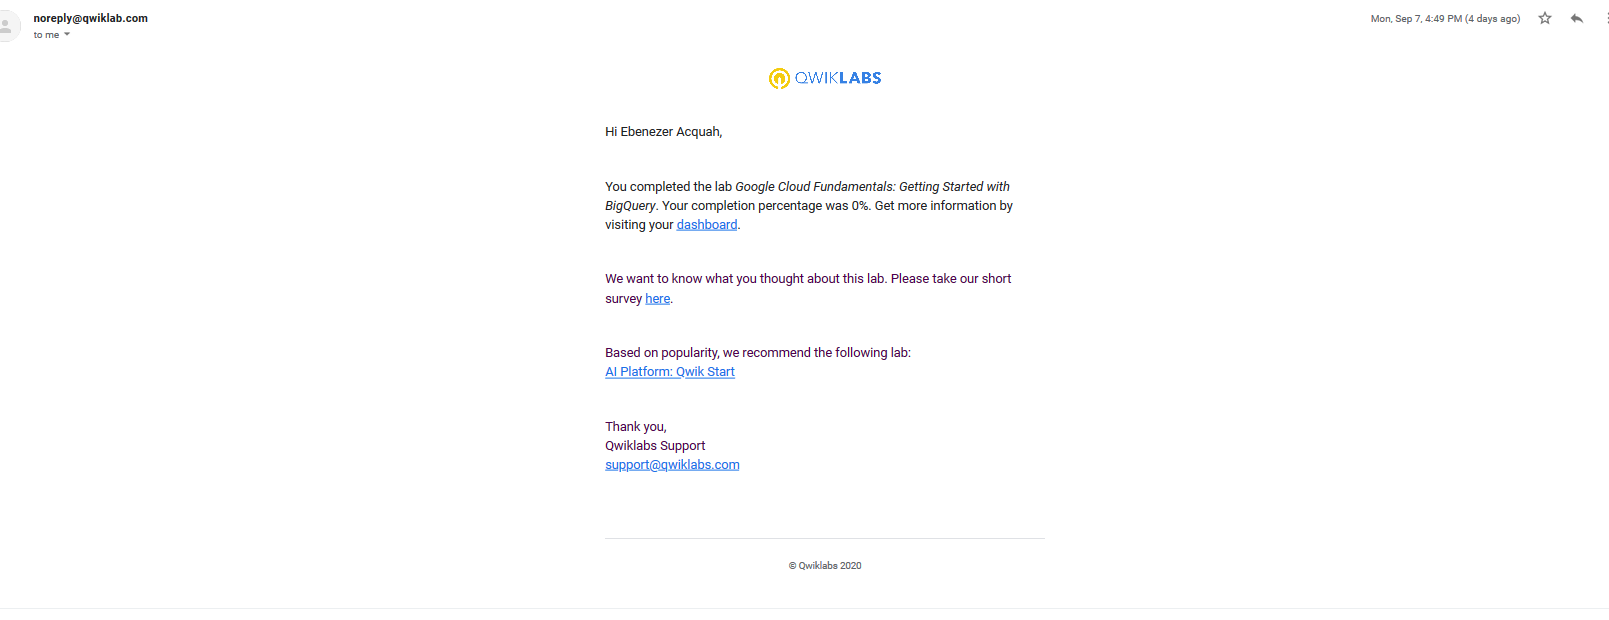 noreply@qwiklab.com
Mon, Sep 7, 4:49 PM (4 days ago)
to me
QWIKLABS
Hi Ebenezer Acquah,
You completed the lab Google Cloud Fundamentals: Getting Started with
BigQuery. Your completion percentage was 0%. Get more information by
visiting your dashboard.
We want to know what you thought about this lab. Please take our short
survey here.
Based on popularity, we recommend the following lab:
AI Platform: Qwik Start
Thank you,
Qwiklabs Support
support@qwiklabs.com
© Qwiklabs 2020